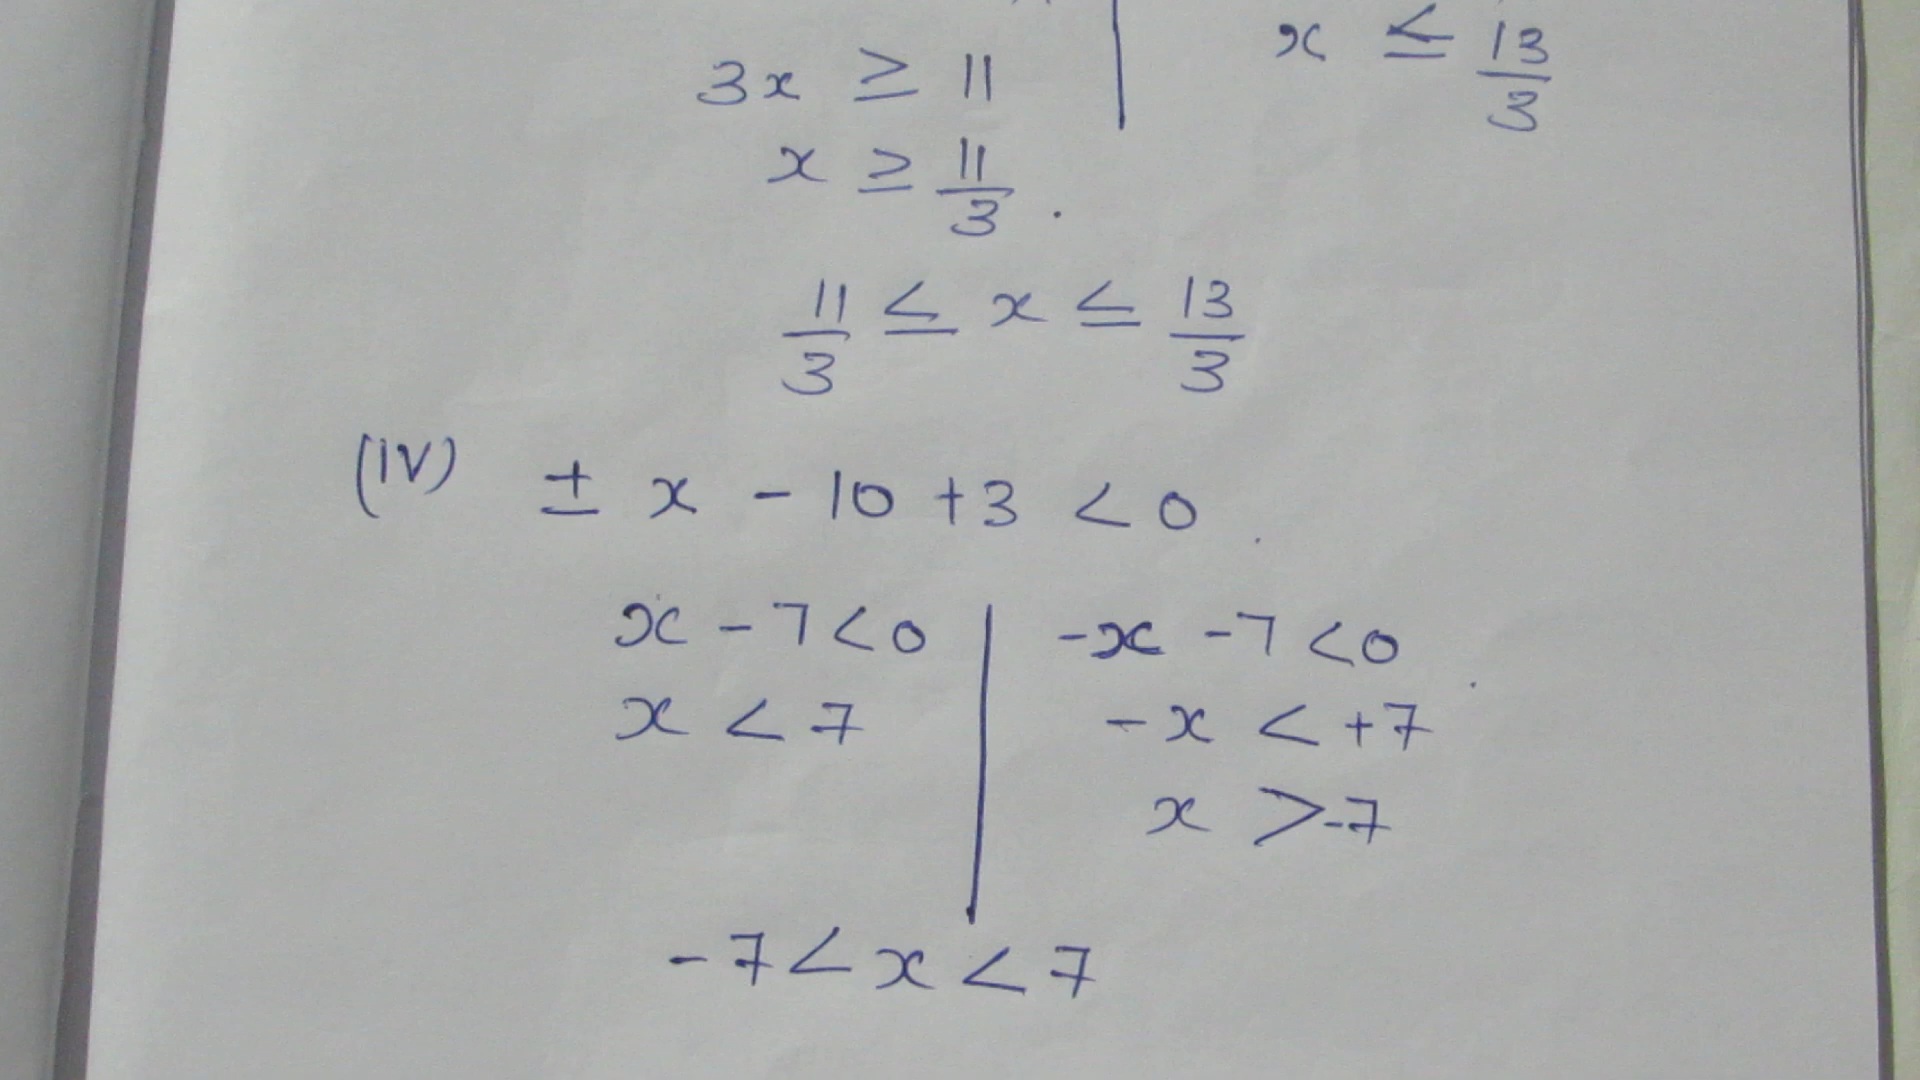 3x ≥ 11
x ≤ 13/3
x ≥ 11/3 .
11/3 ≤ x ≤ 13/3
(IV) ± x - 10 + 3 < 0
x - 7 < 0
x < 7
-x - 7 < 0
-x < +7
x > -7
-7 < x < 7